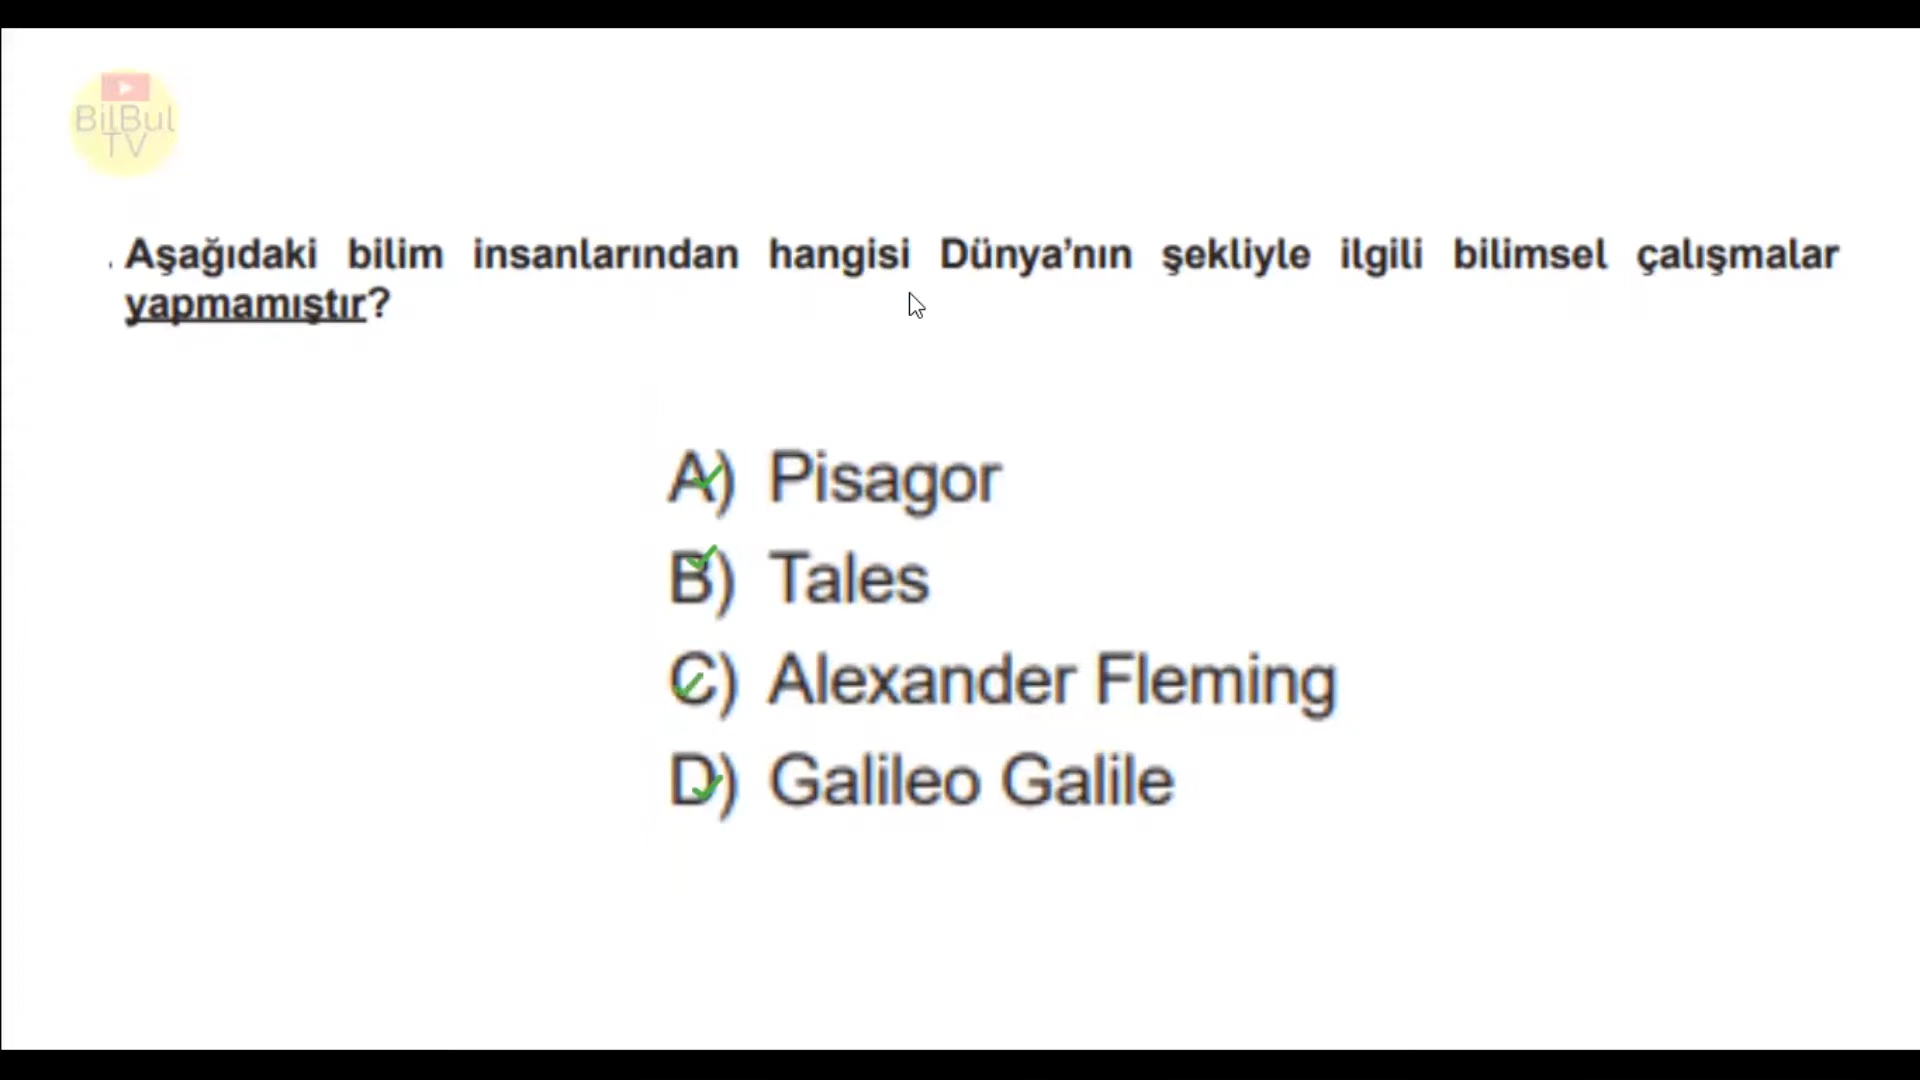 BilBul
TV
. Aşağıdaki bilim insanlarından hangisi Dünya'nın şekliyle ilgili bilimsel çalışmalar
yapmamıştır?
A) Pisagor
B) Tales
C) Alexander Fleming
D) Galileo Galile